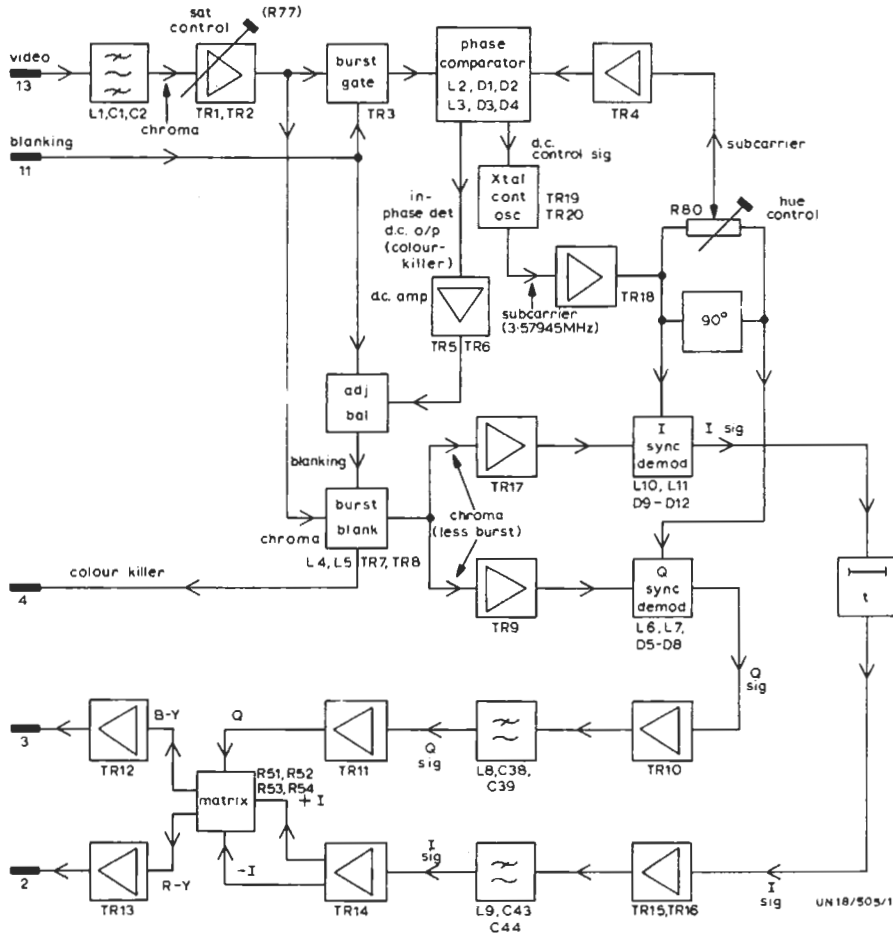 sat
control
(R77)
video
13
L1,C1,C2
chroma
TR1,TR2
burst
gate
TR3
phase
comparator
L2, D1, D2
L3, D3, D4
TR4
blanking
11
subcarrier
d.c.
control sig
Xtal
cont
osc
TR19
TR20
R80
hue
control
in-
phase det
d.c. o/p
(colour-
killer)
d.c. amp
TR5
TR6
subcarrier
(3·57945MHz)
TR18
90°
adj
bal
blanking
burst
blank
chroma
L4, L5
TR7, TR8
TR17
chroma
(less burst)
TR9
I
sync
demod
I sig
L10, L11
D9-D12
Q
sync
demod
L6, L7,
D5-D8
t
colour killer
4
Q
sig
3
B-Y
TR12
Q
TR11
Q
sig
L8,C38,
C39
TR10
matrix
R51, R52
R53, R54
+ I
-I
2
R-Y
TR13
TR14
I
sig
L9, C43
C44
TR15,TR16
I
sig
UN18/505/1